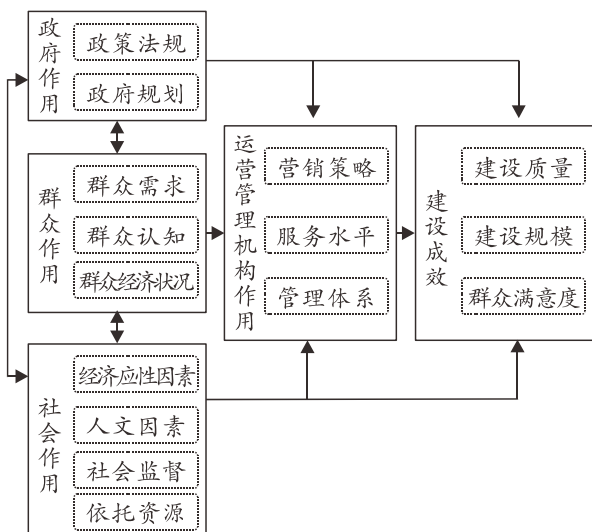 政府作用
政策法规
政府规划
群众作用
群众需求
群众认知
群众经济状况
社会作用
经济应性因素
人文因素
社会监督
依托资源
运营管理机构作用
营销策略
服务水平
管理体系
建设成效
建设质量
建设规模
群众满意度